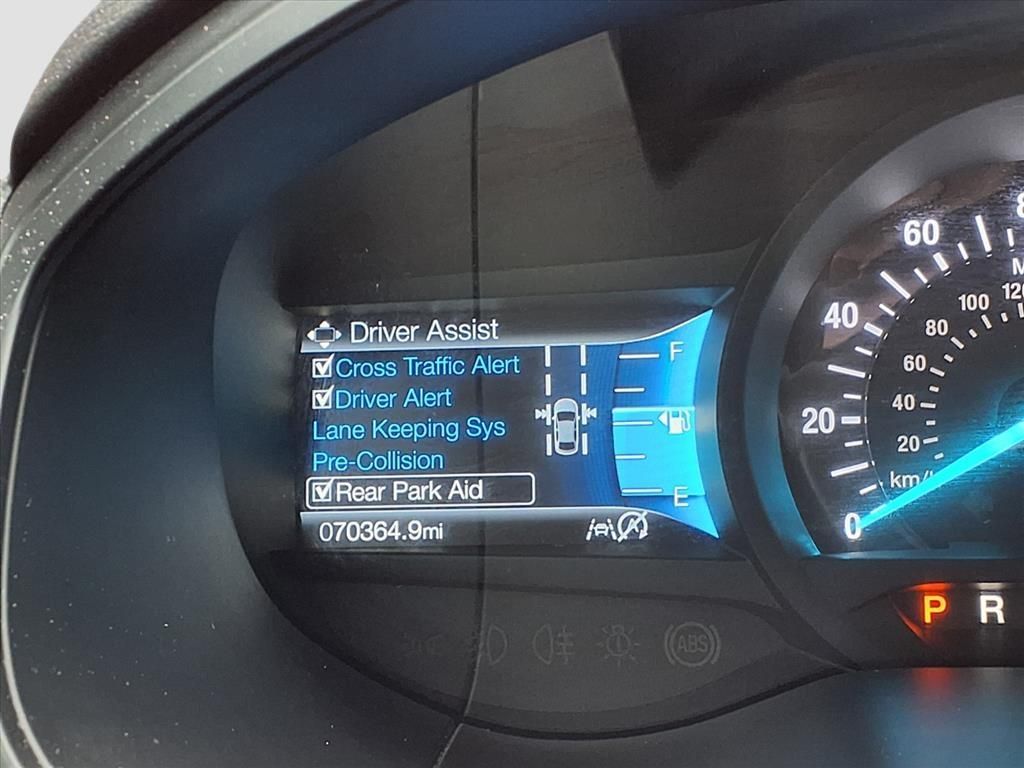 Driver Assist
Cross Traffic Alert
Driver Alert
Lane Keeping Sys
Pre-Collision
Rear Park Aid
070364.9mi
F
E
60
40
20
0
120
100
80
60
40
20
km/
P R
ABS